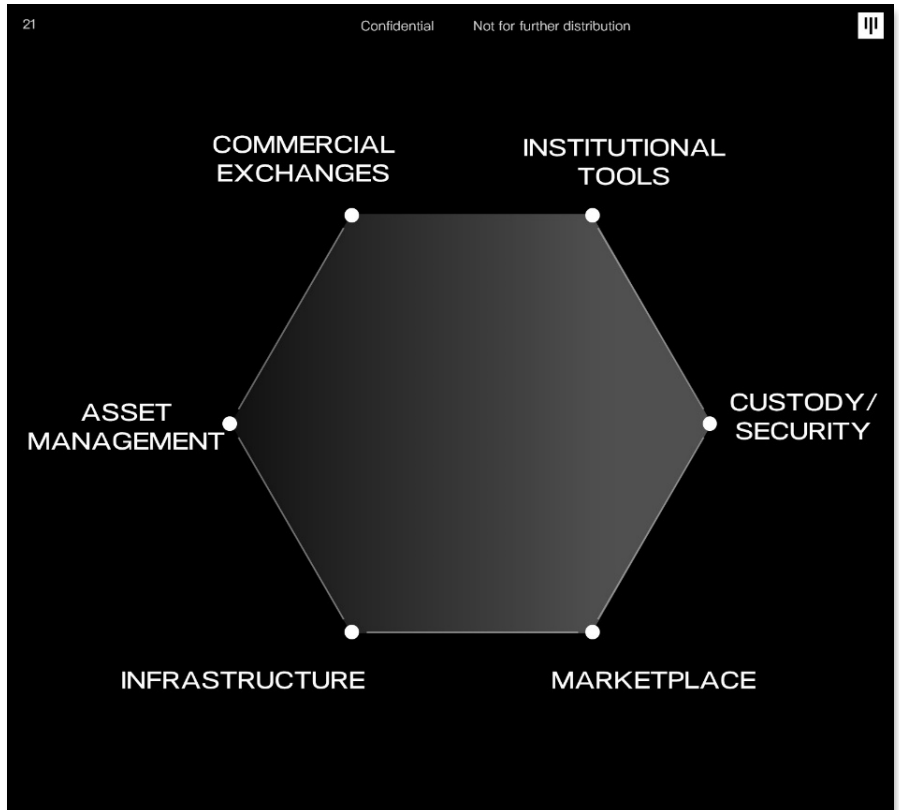 21
Confidential
Not for further distribution
COMMERCIAL
EXCHANGES
INSTITUTIONAL
TOOLS
ASSET
MANAGEMENT
CUSTODY/
SECURITY
INFRASTRUCTURE
MARKETPLACE